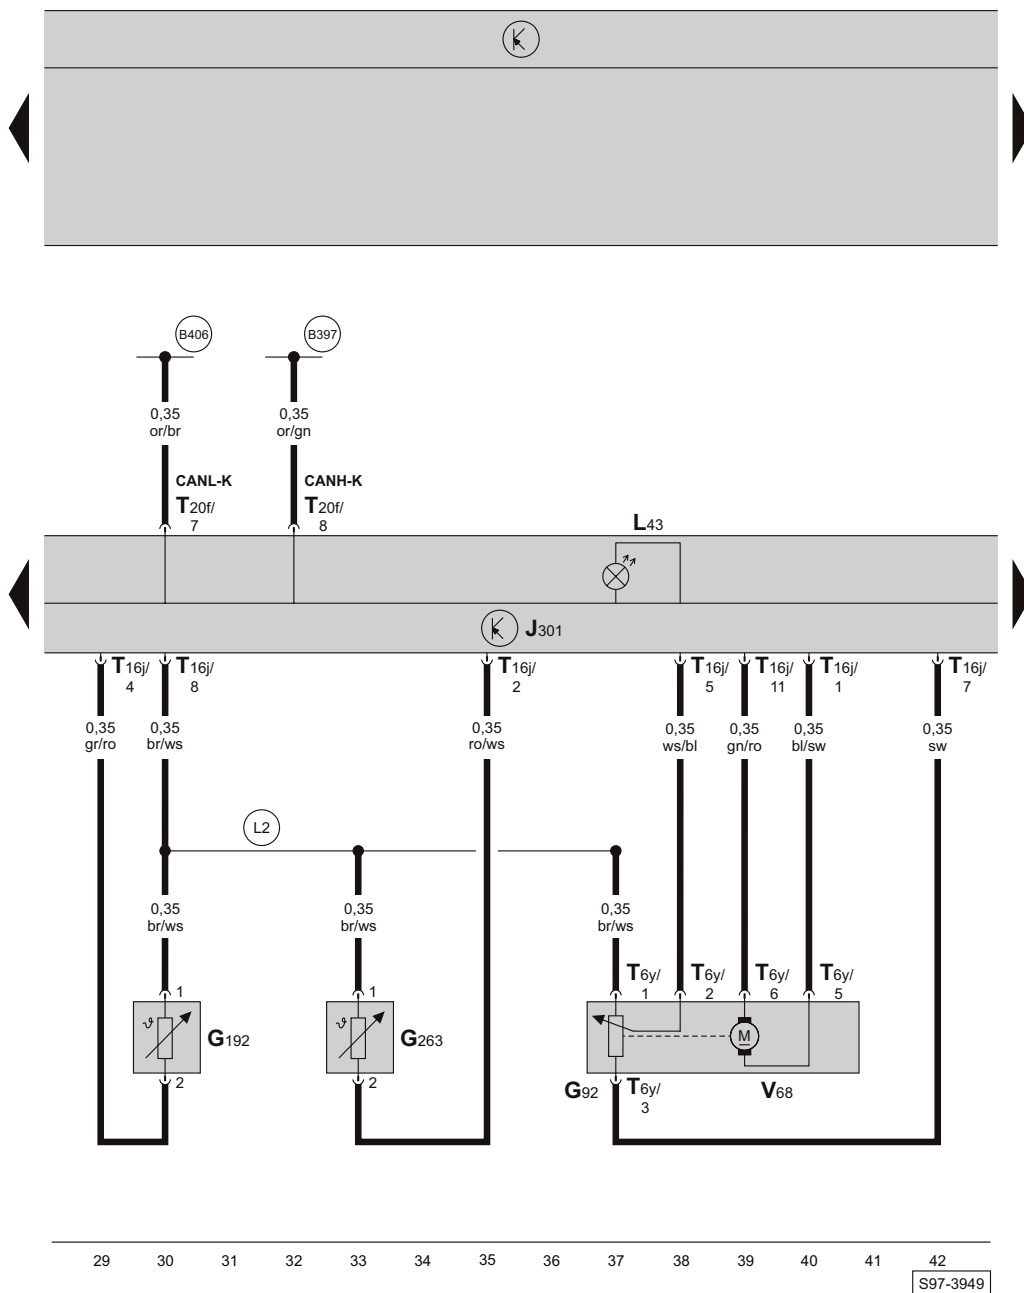 B406
B397
0,35
or/br
0,35
or/gn
CANL-K
T20f/
7
CANH-K
T20f/
8
L43
J301
T16j/
4
T16j/
8
T16j/
2
T16j/
5
T16j/
11
T16j/
1
T16j/
7
0,35
gr/ro
0,35
br/ws
0,35
ro/ws
0,35
ws/bl
0,35
gn/ro
0,35
bl/sw
0,35
sw
L2
0,35
br/ws
0,35
br/ws
0,35
br/ws
T6y/
1
T6y/
2
T6y/
6
T6y/
5
1
ϑ
G192
2
1
ϑ
G263
2
M
G92
T6y/
3
V68
29 30 31 32 33 34 35 36 37 38 39 40 41 42
S97-3949